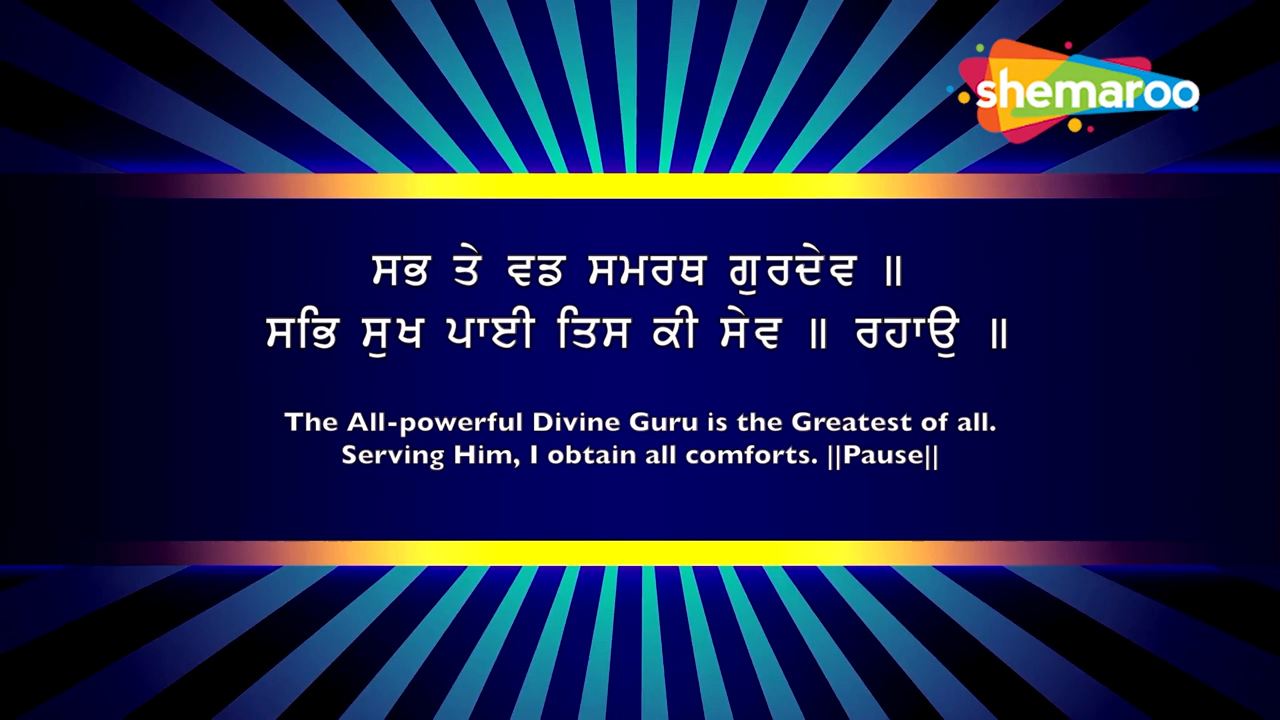 shemaroo
ਸਭ ਤੇ ਵਡ ਸਮਰਥ ਗੁਰਦੇਵ ॥
ਸਭਿ ਸੁਖ ਪਾਈ ਤਿਸ ਕੀ ਸੇਵ ॥ ਰਹਾਉ ॥
The All-powerful Divine Guru is the Greatest of all.
Serving Him, I obtain all comforts. ||Pause||